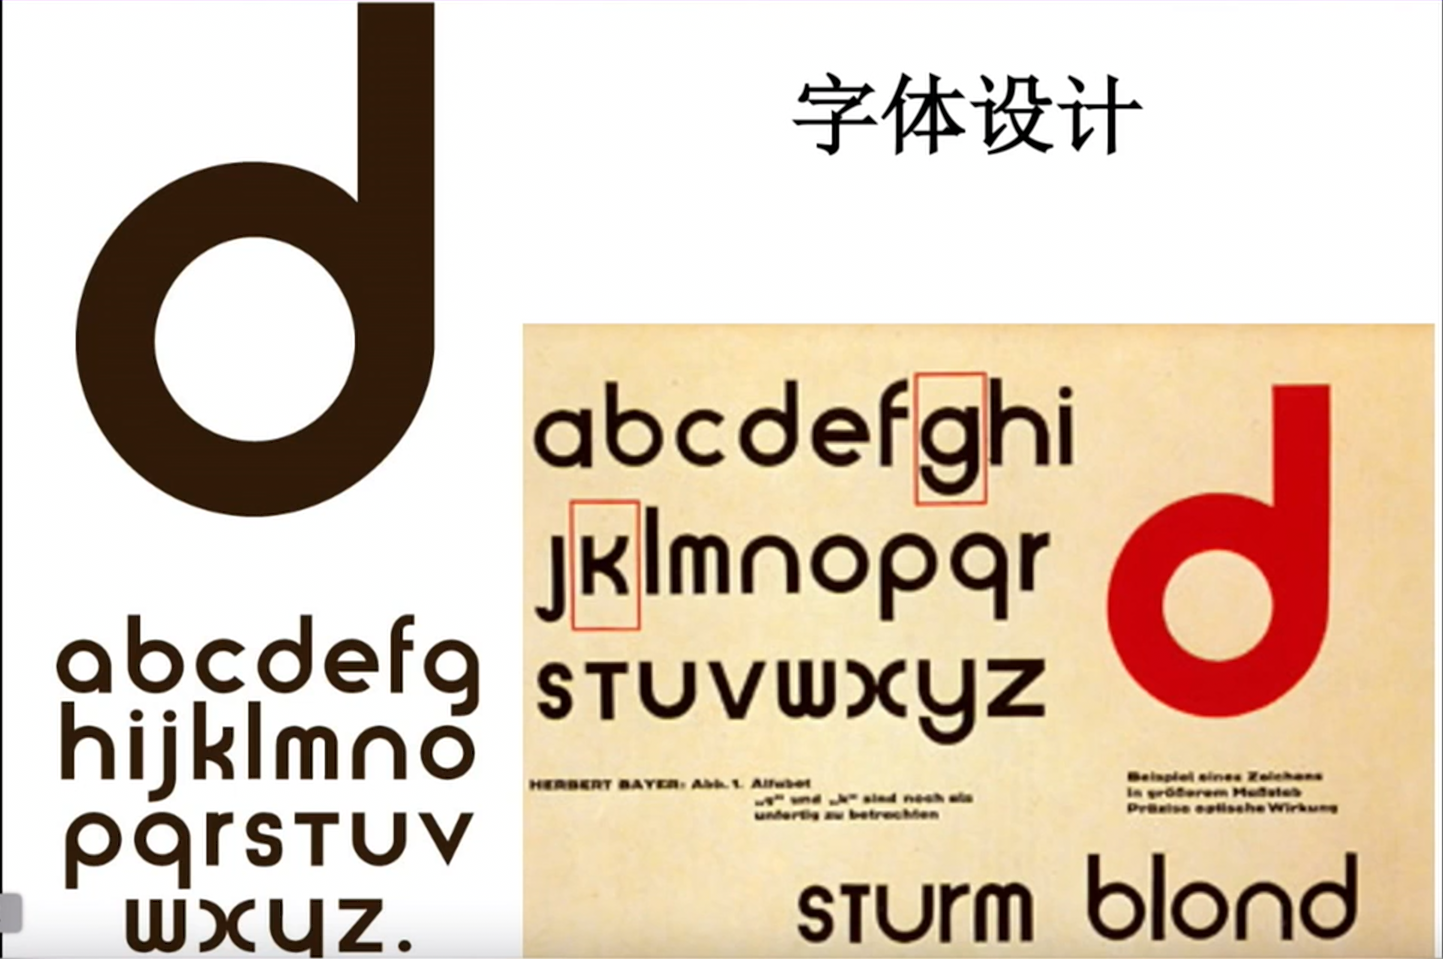 d
字体设计
abcdefg
hijklmno
pqrsTUV
wxyz.
abcdefghi
jklmnopqr
sTUVWxyz
d
HERBERT BAYER: Abb. 1. Alfabet
„g“ und „k“ sind noch als
unfertig zu betrachten
Beispiel eines Zeichens
in größerem Maßstab
Präzise optische Wirkung
sTUrm blond